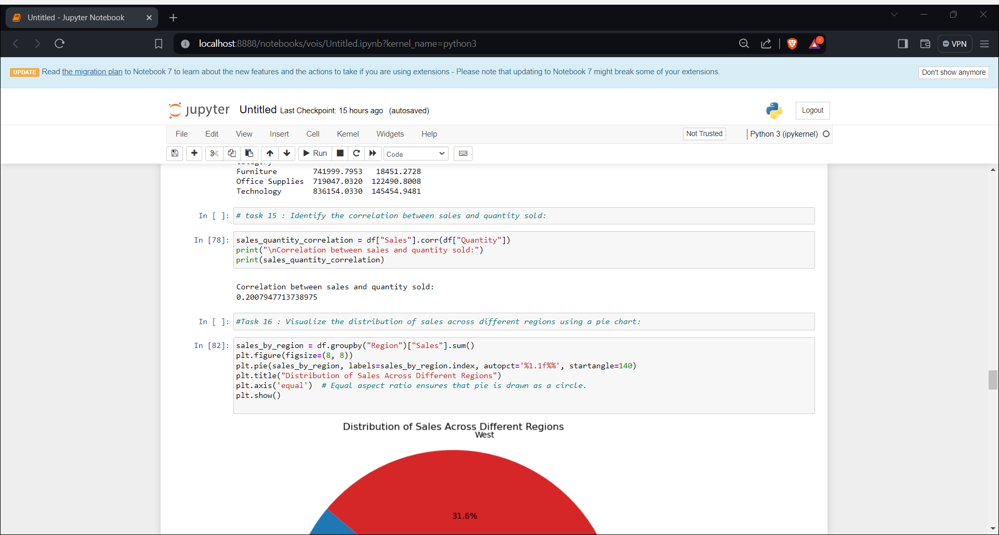 Untitled - Jupyter Notebook
localhost:8888/notebooks/vois/Untitled.ipynb?kernel_name=python3
1
VPN
UPDATE Read the migration plan to Notebook 7 to learn about the new features and the actions to take if you are using extensions - Please note that updating to Notebook 7 might break some of your extensions.
Don't show anymore
jupyter Untitled Last Checkpoint: 15 hours ago (autosaved)
Logout
File Edit View Insert Cell Kernel Widgets Help
Not Trusted
Python 3 (ipykernel)
Run
Code
Furniture 741999.7953 18451.2728
Office Supplies 719047.0320 122490.8008
Technology 836154.0330 145454.9481
In [ ]: # task 15 : Identify the correlation between sales and quantity sold:
In [78]: sales_quantity_correlation = df["Sales"].corr(df["Quantity"])
print("\nCorrelation between sales and quantity sold:")
print(sales_quantity_correlation)
Correlation between sales and quantity sold:
0.2007947713738975
In [ ]: #Task 16 : Visualize the distribution of sales across different regions using a pie chart:
In [82]: sales_by_region = df.groupby("Region")["Sales"].sum()
plt.figure(figsize=(8, 8))
plt.pie(sales_by_region, labels=sales_by_region.index, autopct='%1.1f%%', startangle=140)
plt.title("Distribution of Sales Across Different Regions")
plt.axis('equal')  # Equal aspect ratio ensures that pie is drawn as a circle.
plt.show()
Distribution of Sales Across Different Regions
West
31.6%